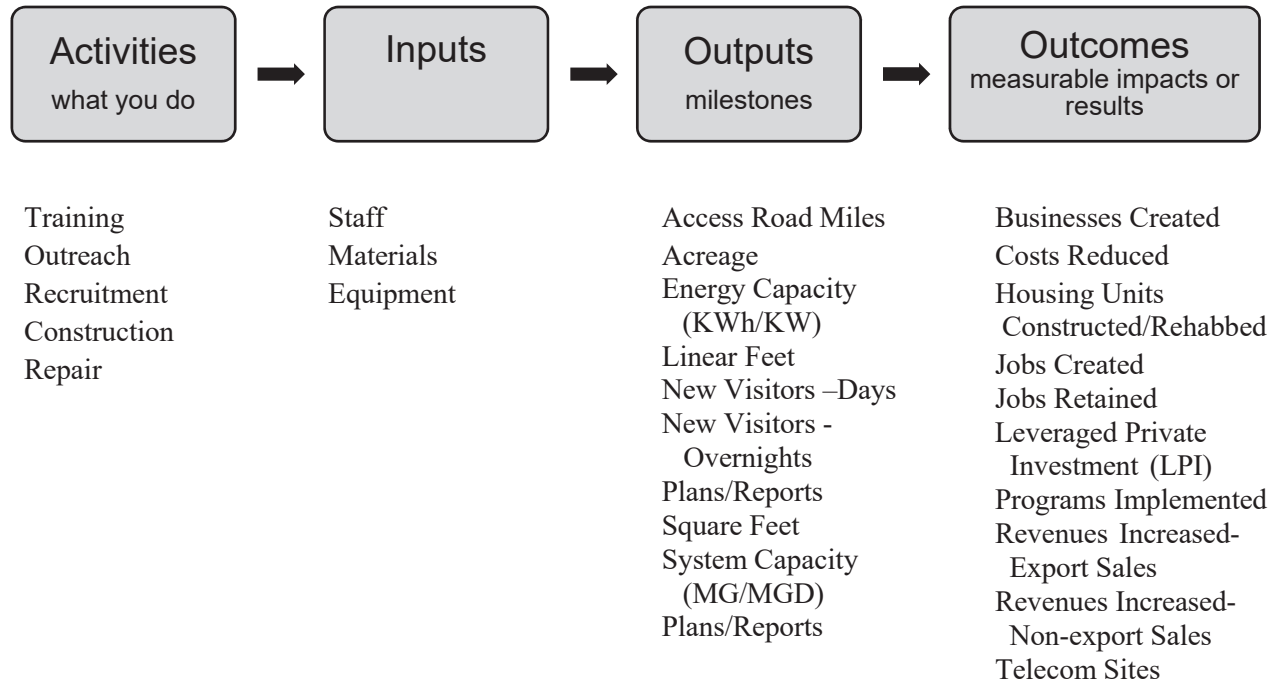 Activities
what you do
Inputs
Outputs
milestones
Outcomes
measurable impacts or
results
Training
Outreach
Recruitment
Construction
Repair
Staff
Materials
Equipment
Access Road Miles
Acreage
Energy Capacity
(KWh/KW)
Linear Feet
New Visitors –Days
New Visitors -
Overnights
Plans/Reports
Square Feet
System Capacity
(MG/MGD)
Plans/Reports
Businesses Created
Costs Reduced
Housing Units
Constructed/Rehabbed
Jobs Created
Jobs Retained
Leveraged Private
Investment (LPI)
Programs Implemented
Revenues Increased-
Export Sales
Revenues Increased-
Non-export Sales
Telecom Sites